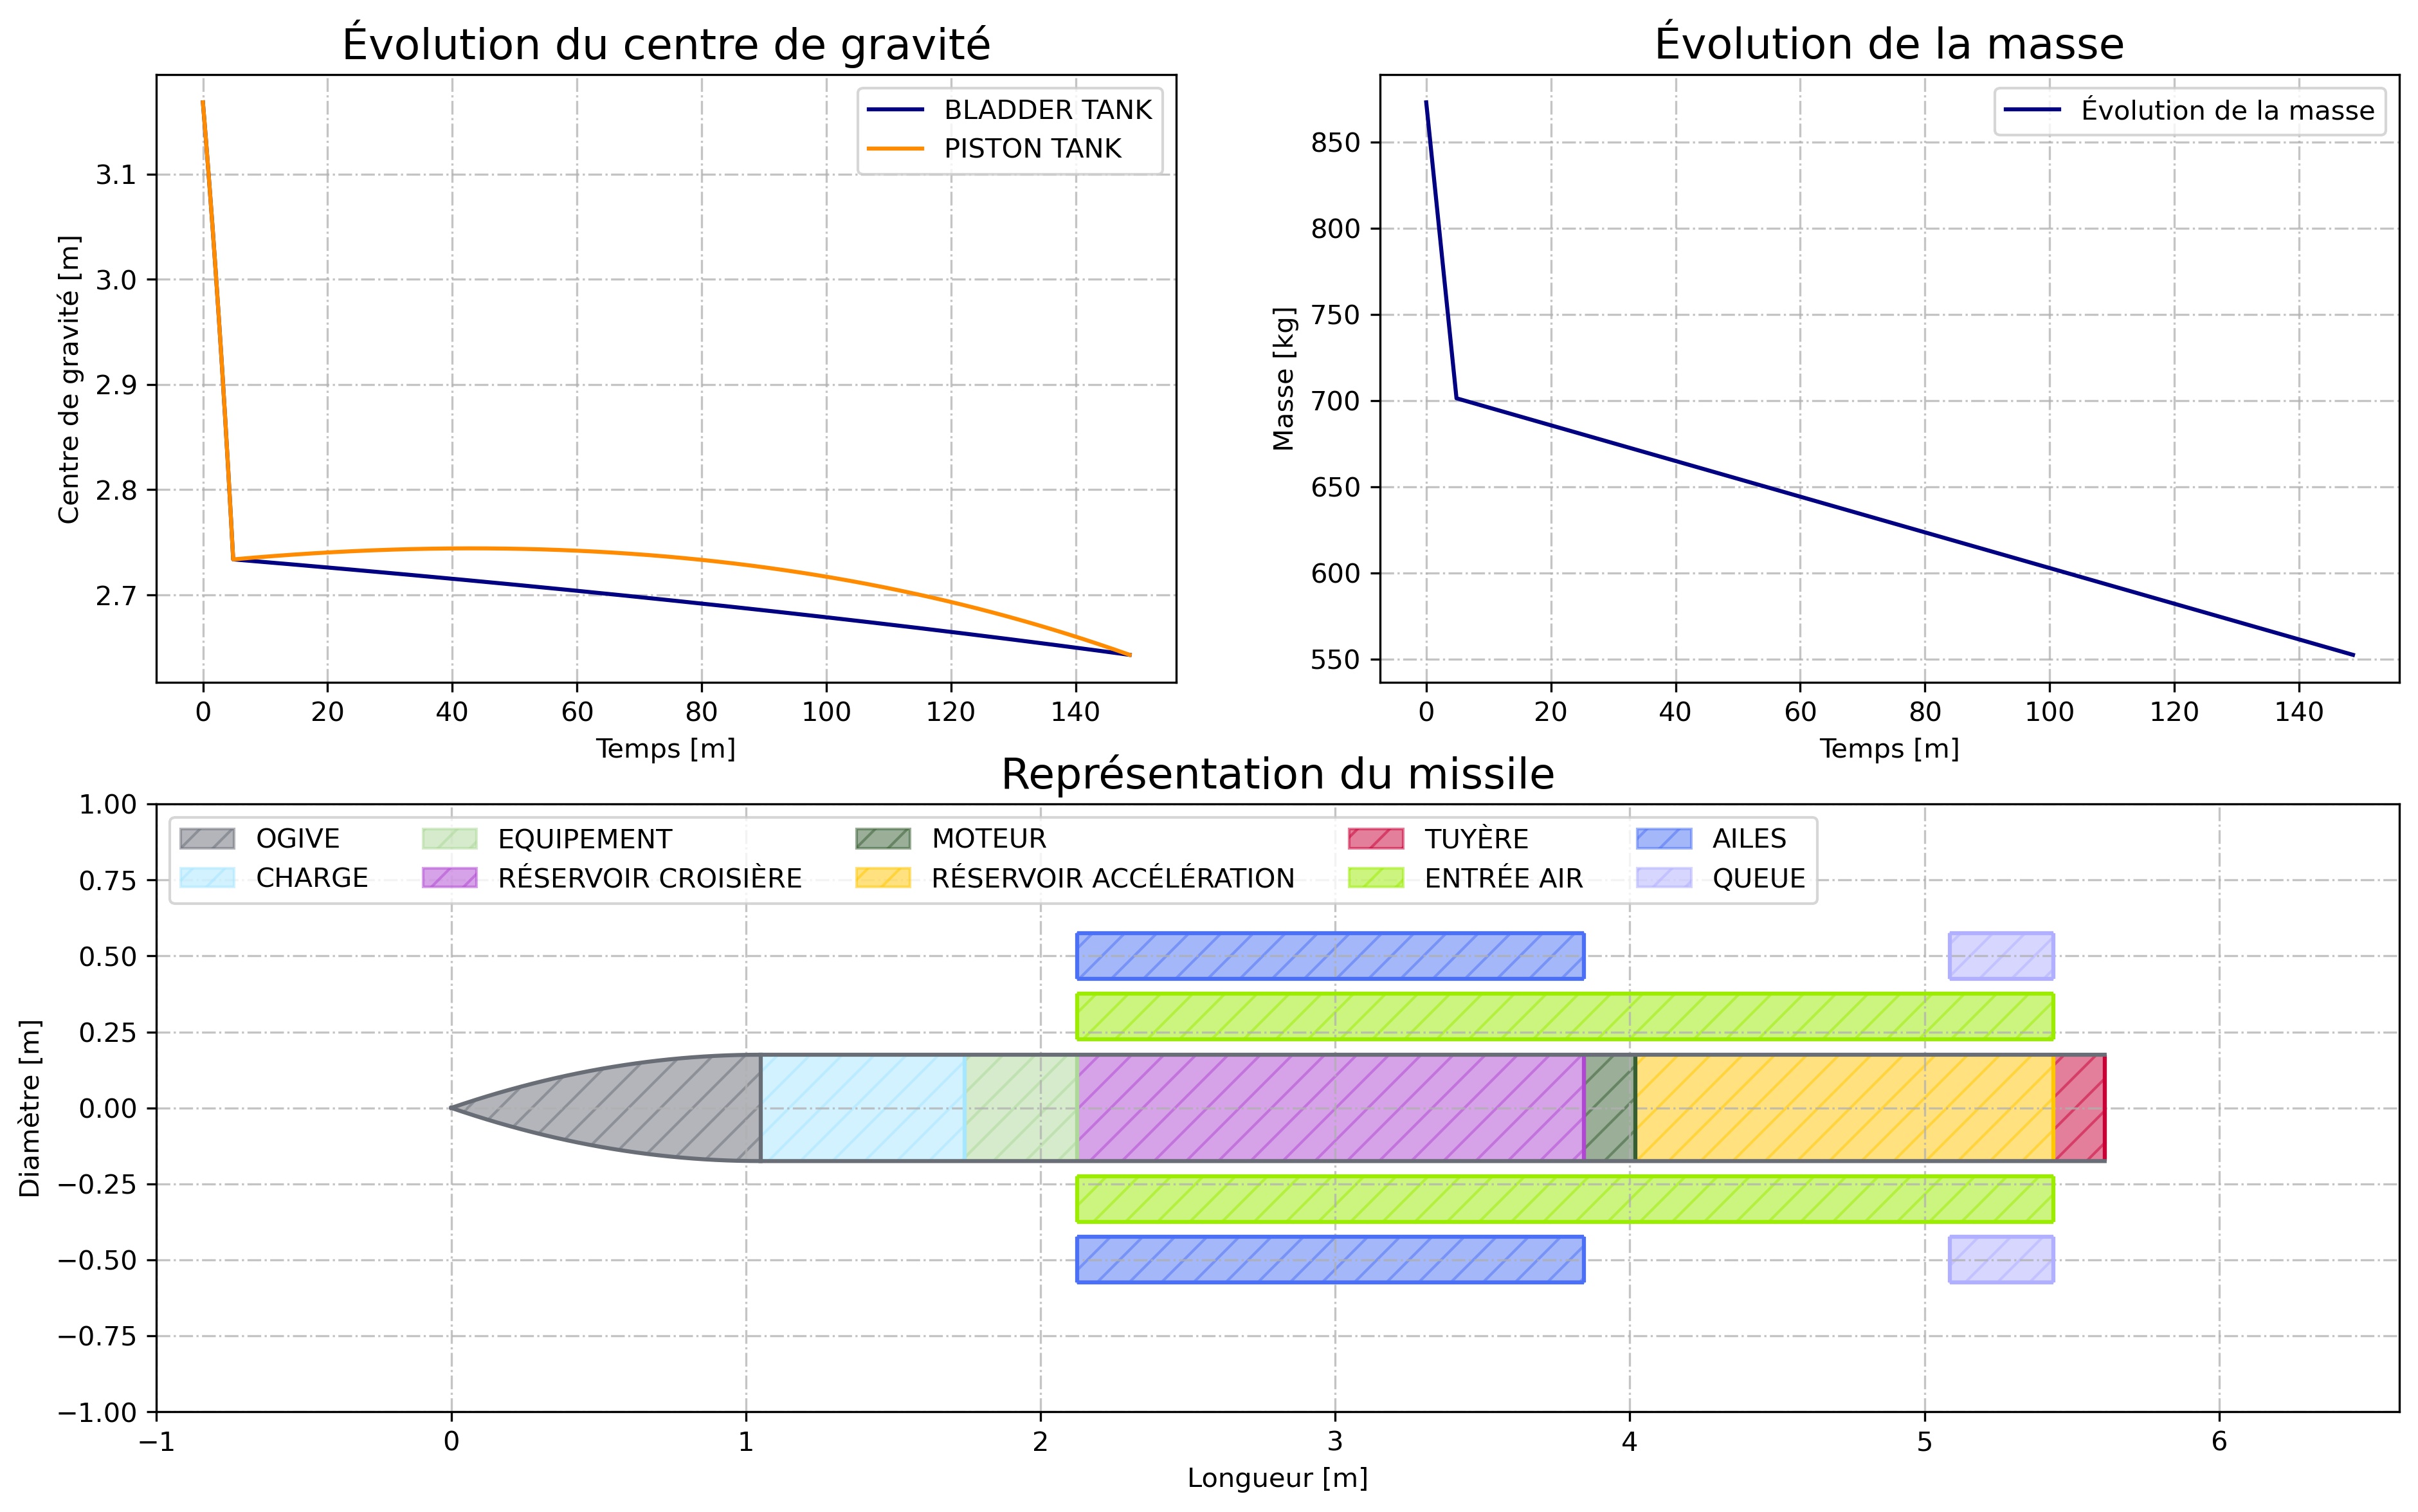 Évolution du centre de gravité
BLADDER TANK
PISTON TANK
Centre de gravité [m]
3.1
3.0
2.9
2.8
2.7
0 20 40 60 80 100 120 140
Temps [m]
Évolution de la masse
Évolution de la masse
Masse [kg]
850
800
750
700
650
600
550
0 20 40 60 80 100 120 140
Temps [m]
Représentation du missile
OGIVE EQUIPEMENT MOTEUR TUYÈRE AILES
CHARGE RÉSERVOIR CROISIÈRE RÉSERVOIR ACCÉLÉRATION ENTRÉE AIR QUEUE
Diamètre [m]
1.00
0.75
0.50
0.25
0.00
−0.25
−0.50
−0.75
−1.00
−1 0 1 2 3 4 5 6
Longueur [m]